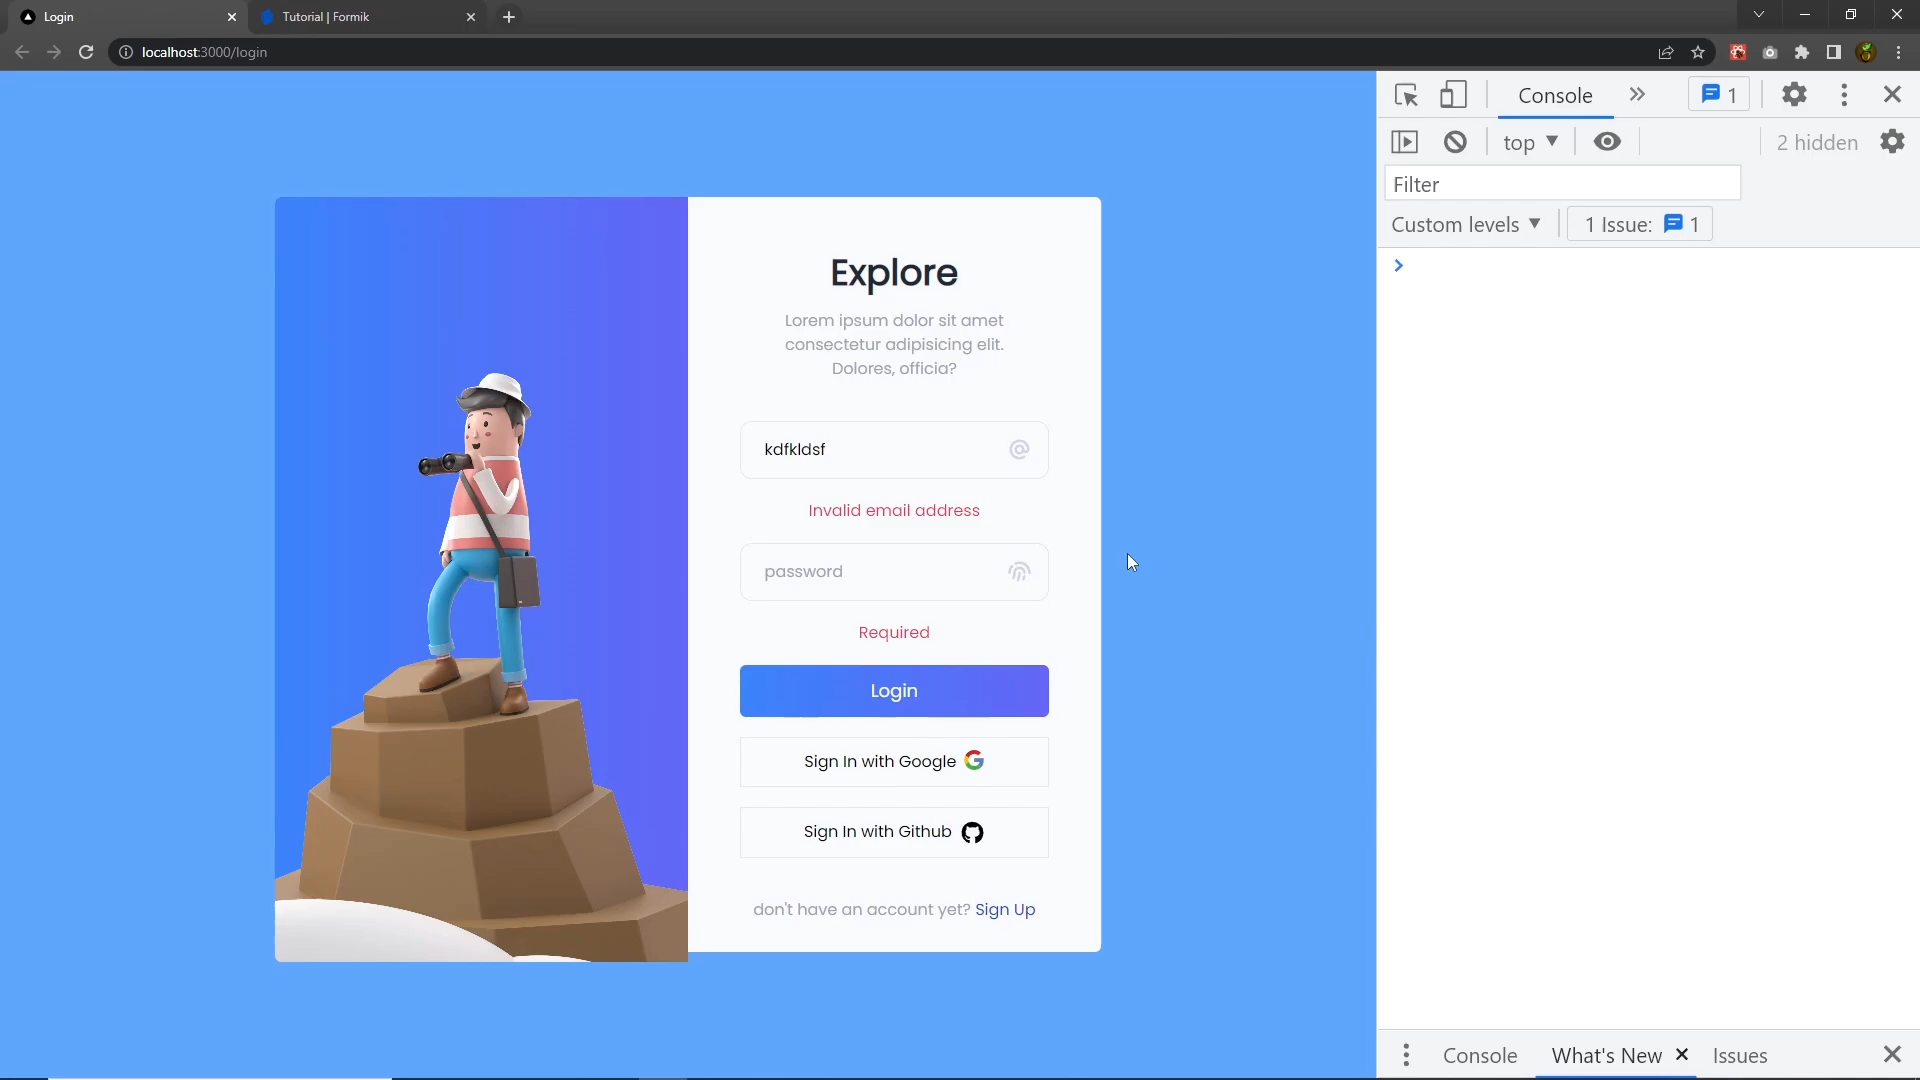 Login
Tutorial | Formik
localhost:3000/login
Console
1
top
2 hidden
Filter
Custom levels
1 Issue: 1
Explore
Lorem ipsum dolor sit amet
consectetur adipisicing elit.
Dolores, officia?
kdfkldsf
Invalid email address
password
Required
Login
Sign In with Google
Sign In with Github
don't have an account yet? Sign Up
Console
What's New
Issues